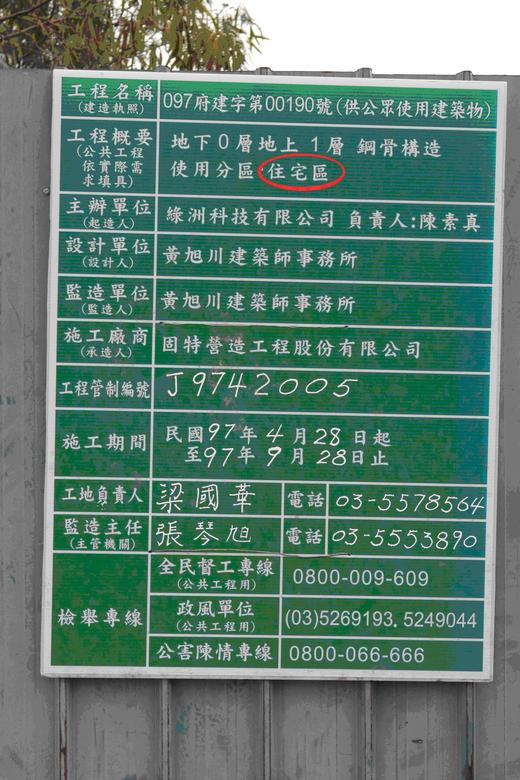 工程名稱 097府建字第00190號(供公眾使用建築物)
(建造執照)
工程概要 地下0層地上1層 鋼骨構造
(公共工程
依實際需
求填具) 使用分區:住宅區
主辦單位 綠洲科技有限公司 負責人:陳素真
(起造人)
設計單位 黃旭川建築師事務所
(設計人)
監造單位 黃旭川建築師事務所
(監造人)
施工廠商 固特營造工程股份有限公司
(承造人)
工程管制編號 J9742005
施工期間 民國97年4月28日起
至97年9月28日止
工地負責人 梁國華 電話 03-5578564
監造主任 張琴旭 電話 03-5553890
(主管機關)
檢舉專線
全民督工專線 0800-009-609
(公共工程用)
政風單位 (03)5269193.5249044
(公共工程用)
公害陳情專線 0800-066-666